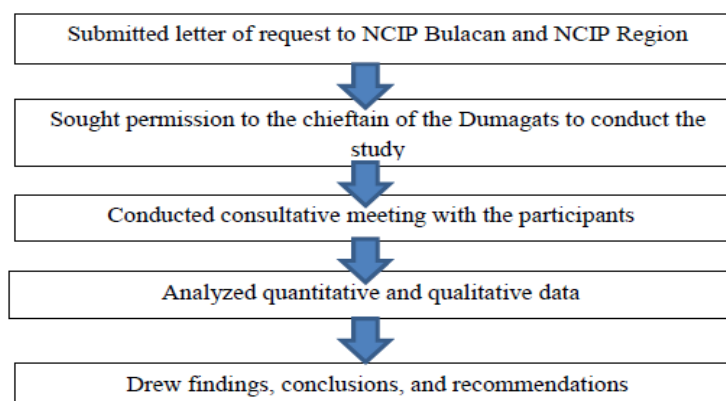 Submitted letter of request to NCIP Bulacan and NCIP Region
Sought permission to the chieftain of the Dumagats to conduct the
study
Conducted consultative meeting with the participants
Analyzed quantitative and qualitative data
Drew findings, conclusions, and recommendations